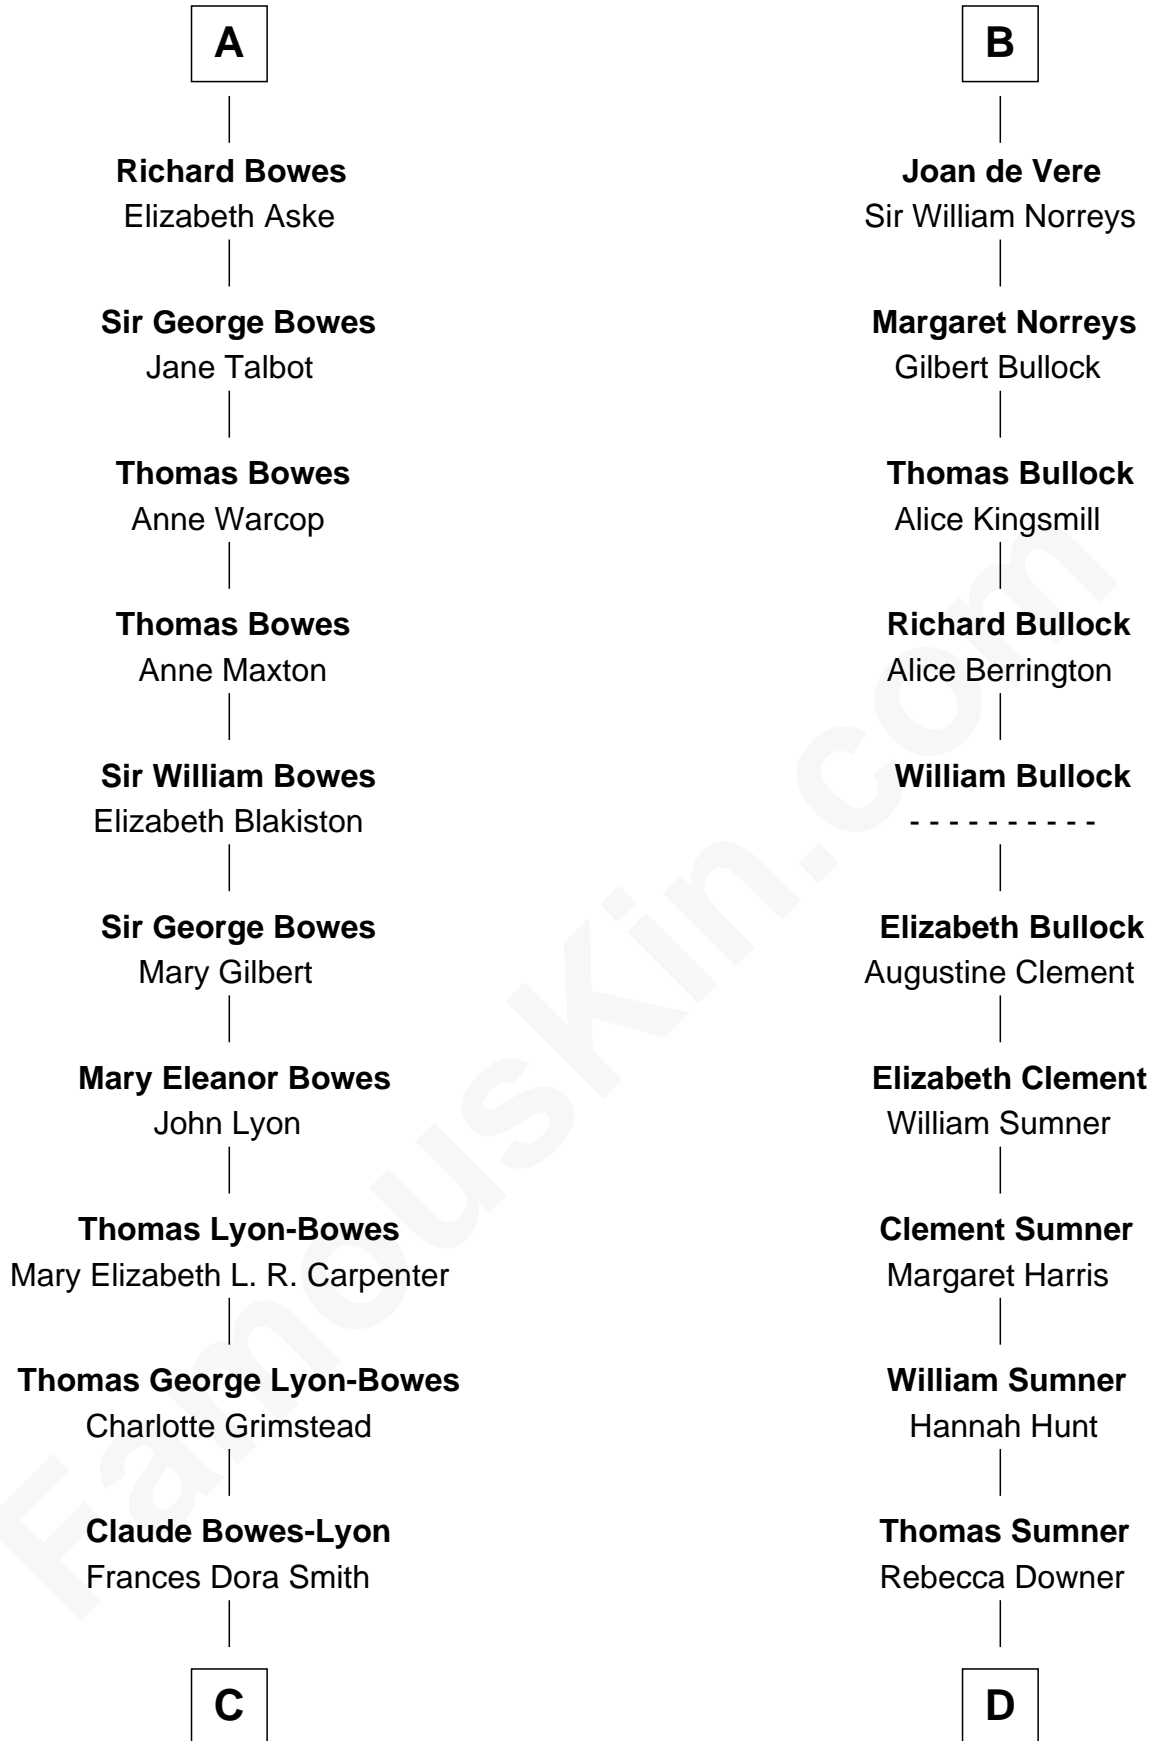 A
Richard Bowes
Elizabeth Aske
Sir George Bowes
Jane Talbot
Thomas Bowes
Anne Warcop
Thomas Bowes
Anne Maxton
Sir William Bowes
Elizabeth Blakiston
Sir George Bowes
Mary Gilbert
Mary Eleanor Bowes
John Lyon
Thomas Lyon-Bowes
Mary Elizabeth L. R. Carpenter
Thomas George Lyon-Bowes
Charlotte Grimstead
Claude Bowes-Lyon
Frances Dora Smith
C
B
Joan de Vere
Sir William Norreys
Margaret Norreys
Gilbert Bullock
Thomas Bullock
Alice Kingsmill
Richard Bullock
Alice Berrington
William Bullock
- - - - - - - - - -
Elizabeth Bullock
Augustine Clement
Elizabeth Clement
William Sumner
Clement Sumner
Margaret Harris
William Sumner
Hannah Hunt
Thomas Sumner
Rebecca Downer
D
FamousKin.com